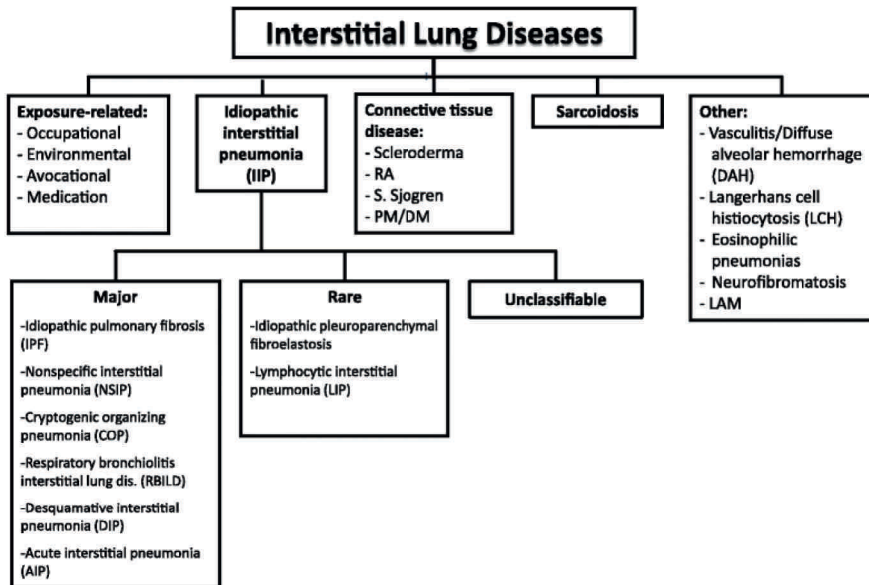 Interstitial Lung Diseases
Exposure-related:
- Occupational
- Environmental
- Avocational
- Medication
Idiopathic
interstitial
pneumonia
(IIP)
Connective tissue
disease:
- Scleroderma
- RA
- S. Sjogren
- PM/DM
Sarcoidosis
Other:
- Vasculitis/Diffuse
alveolar hemorrhage
(DAH)
- Langerhans cell
histiocytosis (LCH)
- Eosinophilic
pneumonias
- Neurofibromatosis
- LAM
Major
-Idiopathic pulmonary fibrosis
(IPF)
-Nonspecific interstitial
pneumonia (NSIP)
-Cryptogenic organizing
pneumonia (COP)
-Respiratory bronchiolitis
interstitial lung dis. (RBILD)
-Desquamative interstitial
pneumonia (DIP)
-Acute interstitial pneumonia
(AIP)
Rare
-Idiopathic pleuroparenchymal
fibroelastosis
-Lymphocytic interstitial
pneumonia (LIP)
Unclassifiable